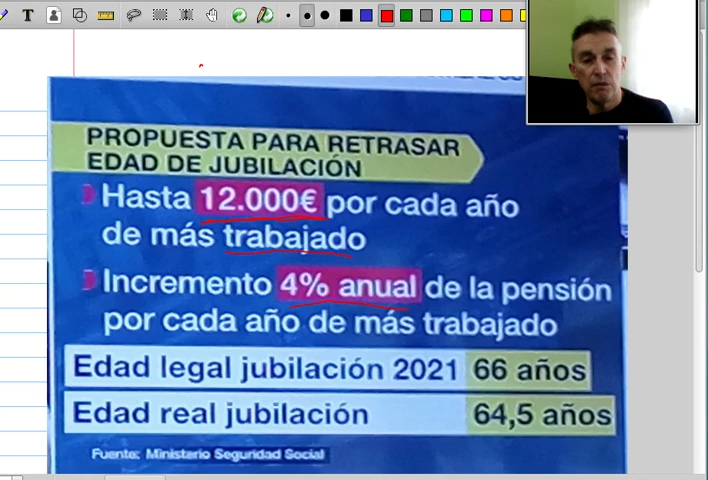 T
PROPUESTA PARA RETRASAR
EDAD DE JUBILACIÓN
Hasta 12.000€ por cada año
de más trabajado
Incremento 4% anual de la pensión
por cada año de más trabajado
Edad legal jubilación 2021 66 años
Edad real jubilación 64,5 años
Fuente: Ministerio Seguridad Social